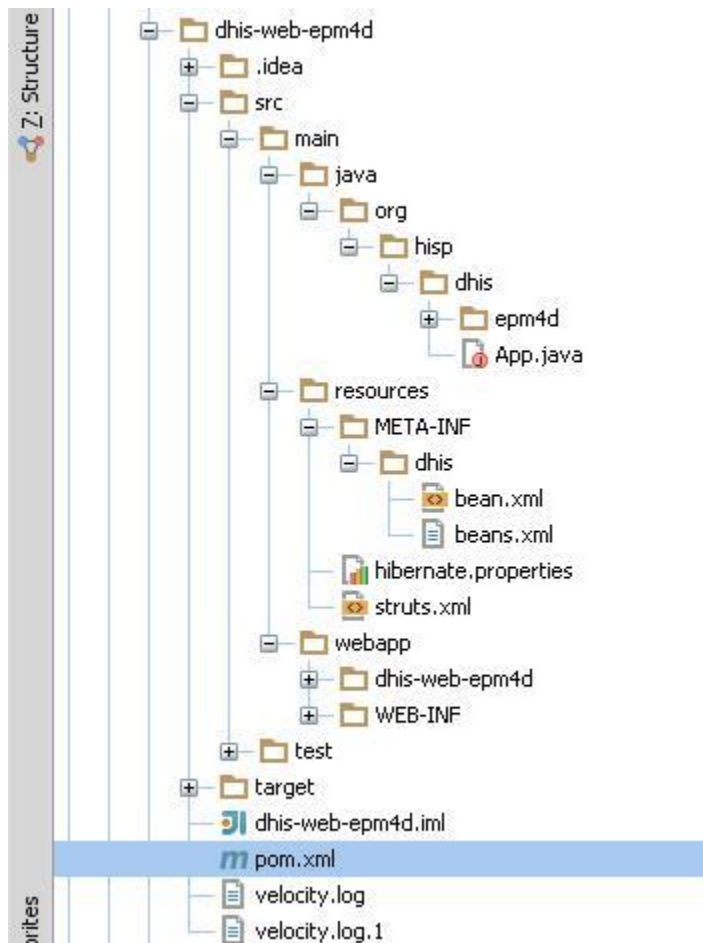 Z: Structure
dhis-web-epm4d
.idea
src
main
java
org
hisp
dhis
epm4d
App.java
resources
META-INF
dhis
bean.xml
beans.xml
hibernate.properties
struts.xml
webapp
dhis-web-epm4d
WEB-INF
test
target
dhis-web-epm4d.iml
pom.xml
velocity.log
velocity.log.1
orites